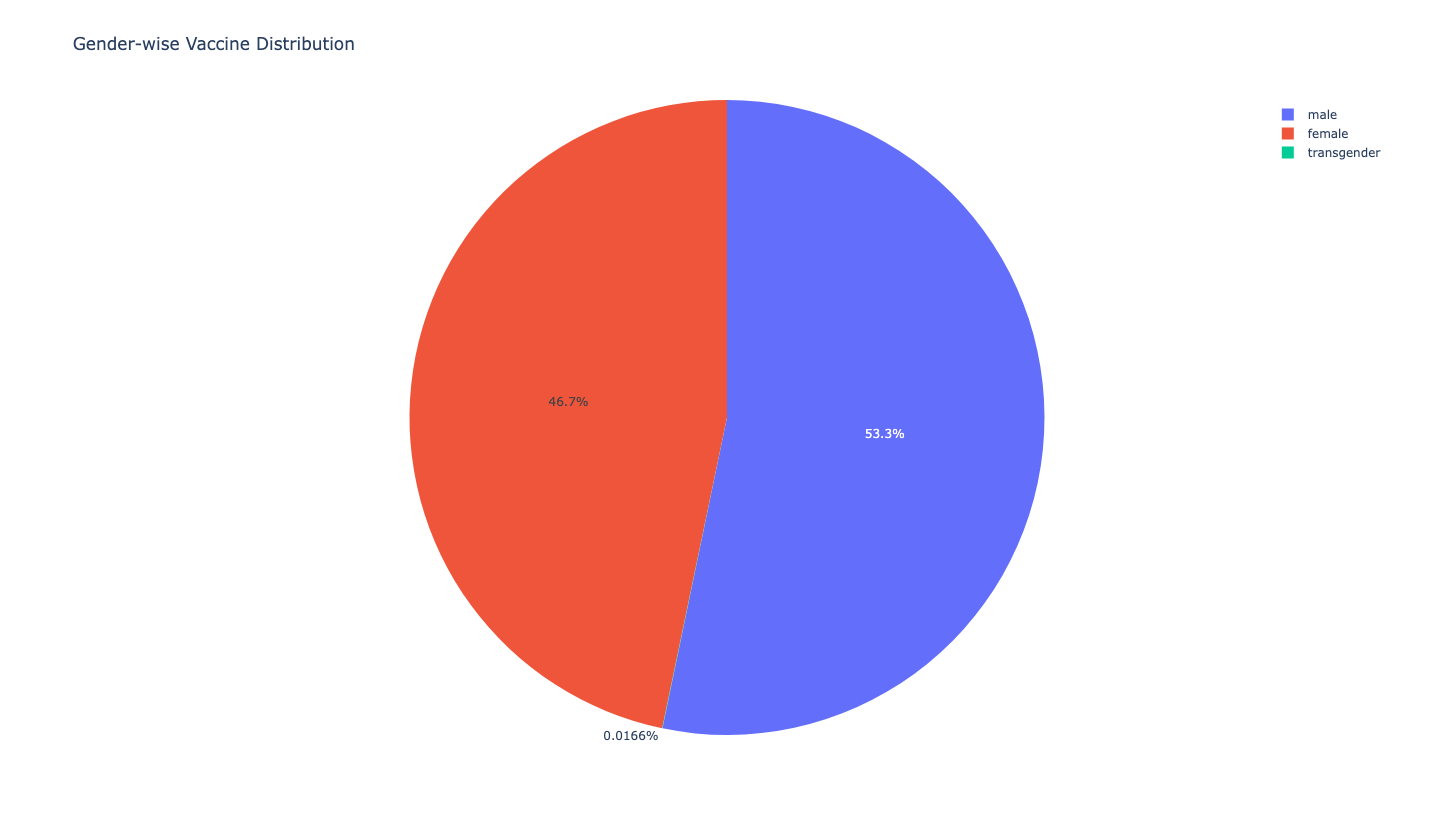 Gender-wise Vaccine Distribution
male
female
transgender
46.7%
53.3%
0.0166%